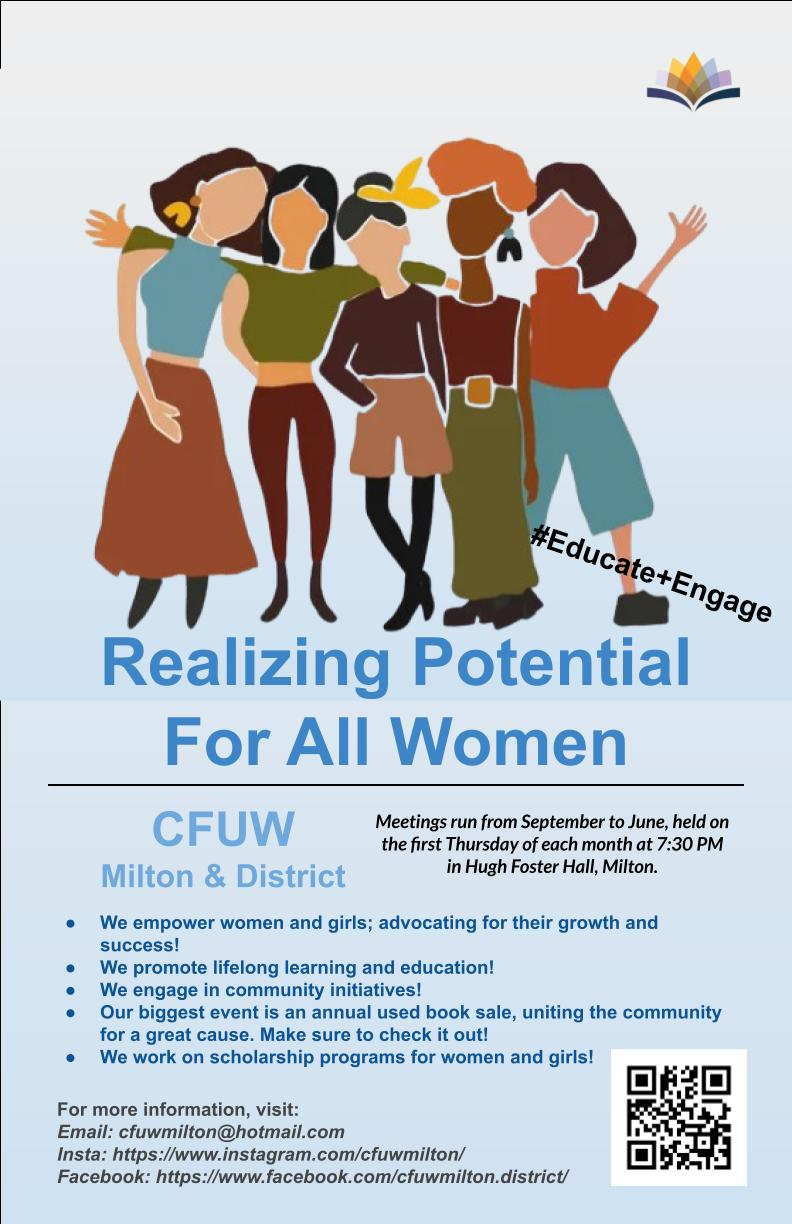 #Educate+Engage
Realizing Potential
For All Women
CFUW
Milton & District
Meetings run from September to June, held on
the first Thursday of each month at 7:30 PM
in Hugh Foster Hall, Milton.
● We empower women and girls; advocating for their growth and
success!
● We promote lifelong learning and education!
● We engage in community initiatives!
● Our biggest event is an annual used book sale, uniting the community
for a great cause. Make sure to check it out!
● We work on scholarship programs for women and girls!
For more information, visit:
Email: cfuwmilton@hotmail.com
Insta: https://www.instagram.com/cfuwmilton/
Facebook: https://www.facebook.com/cfuwmilton.district/